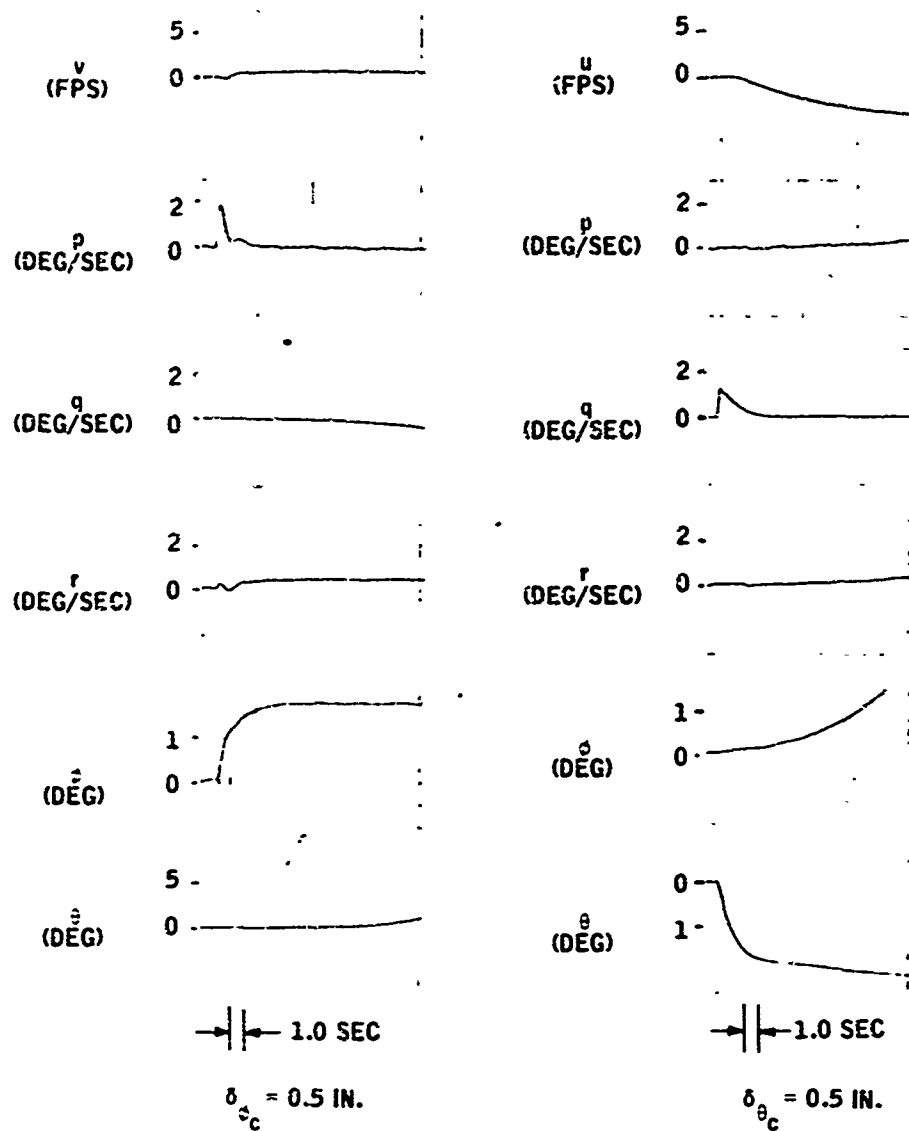 5
0
v
(FPS)
2
0
p
(DEG/SEC)
2
0
q
(DEG/SEC)
2
0
r
(DEG/SEC)
1
0
(DEG)
5
0
(DEG)
1.0 SEC
= 0.5 IN.
5
0
u
(FPS)
2
0
p
(DEG/SEC)
2
0
q
(DEG/SEC)
2
0
r
(DEG/SEC)
1
0
ϕ
(DEG)
0
1
θ
(DEG)
1.0 SEC
δθc = 0.5 IN.